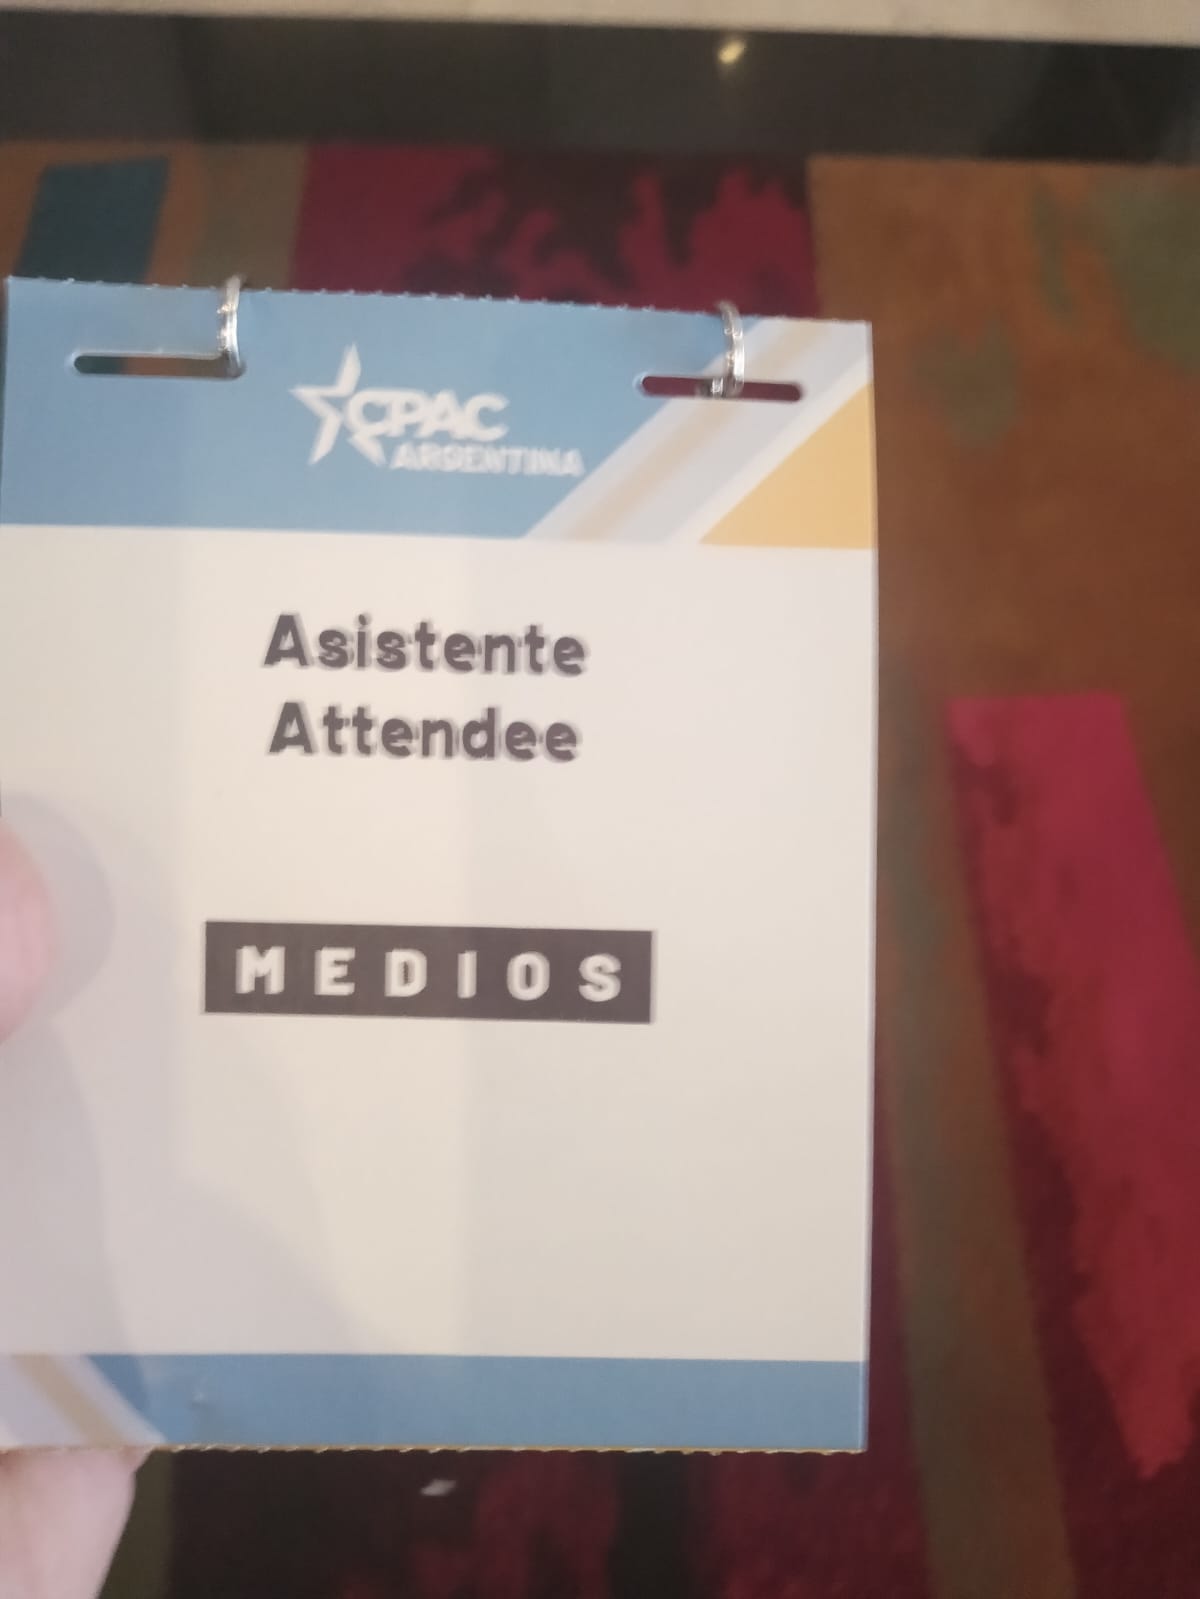 CPAC
ARGENTINA
Asistente
Attendee
MEDIOS